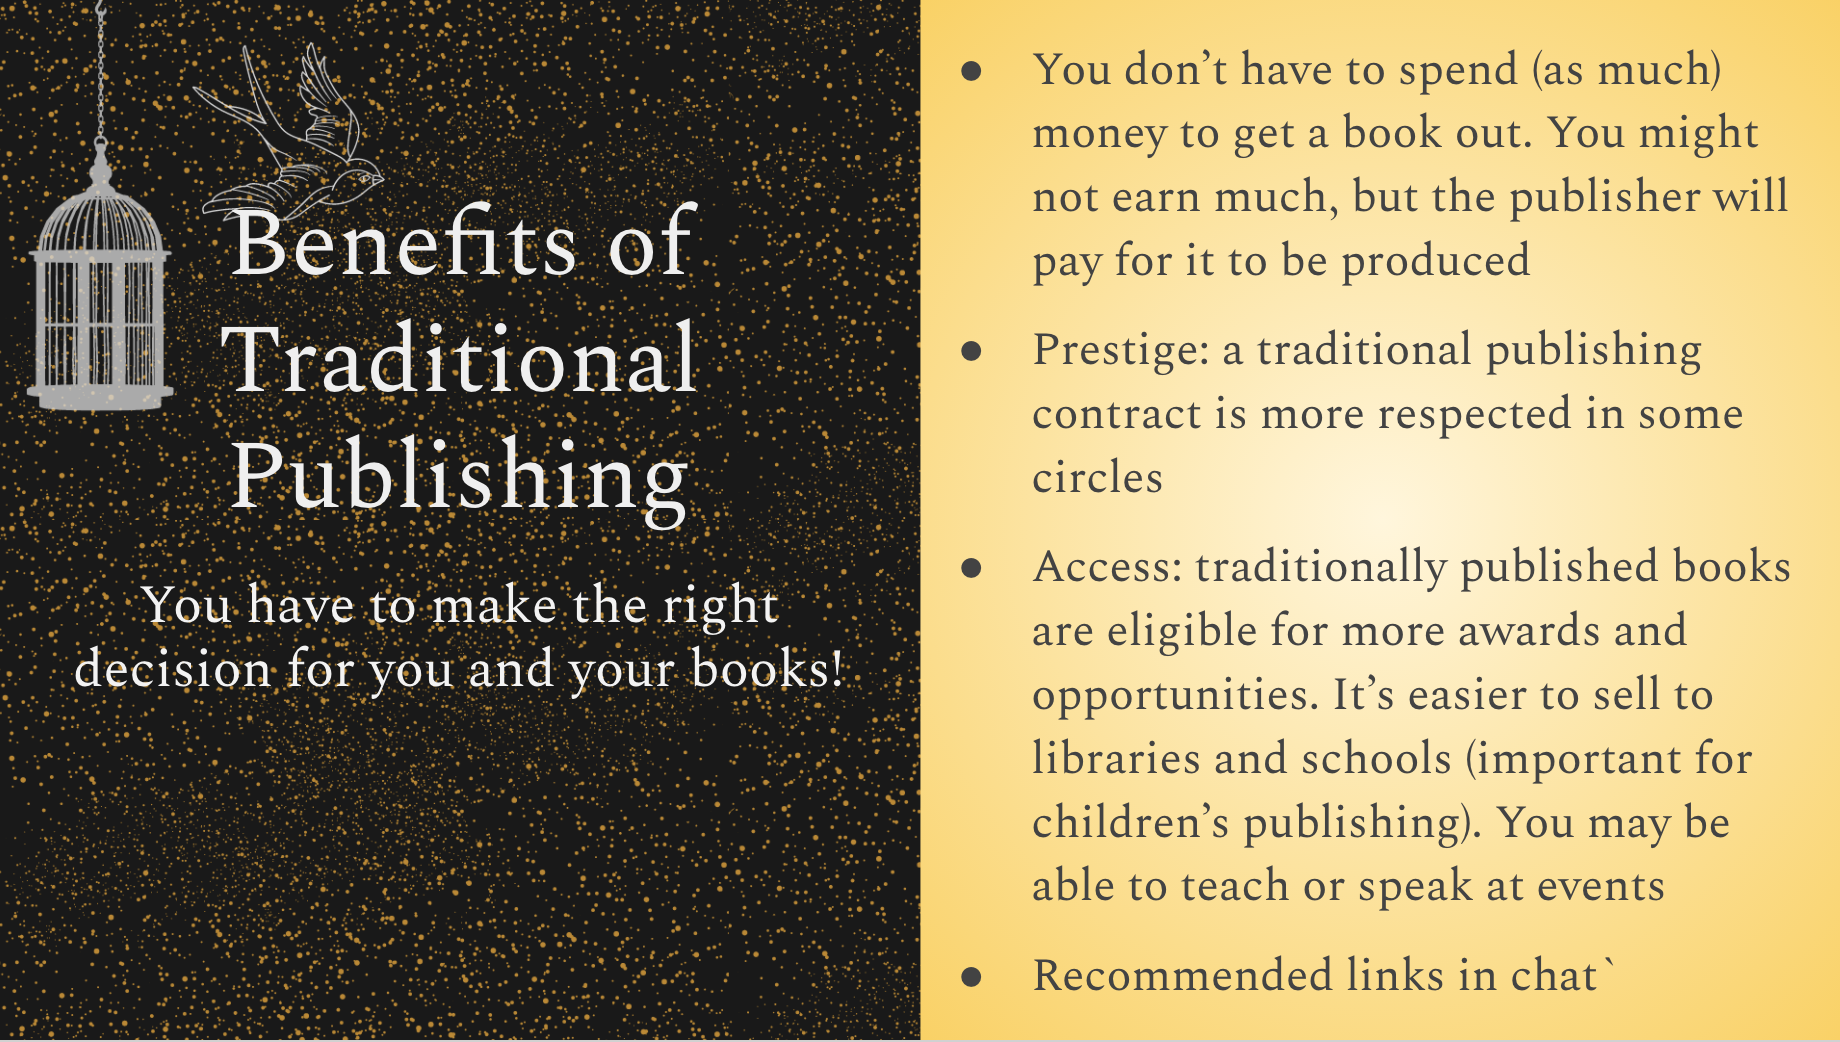 Benefits of
Traditional
Publishing
You have to make the right
decision for you and your books!
● You don’t have to spend (as much)
money to get a book out. You might
not earn much, but the publisher will
pay for it to be produced
● Prestige: a traditional publishing
contract is more respected in some
circles
● Access: traditionally published books
are eligible for more awards and
opportunities. It’s easier to sell to
libraries and schools (important for
children’s publishing). You may be
able to teach or speak at events
● Recommended links in chat`